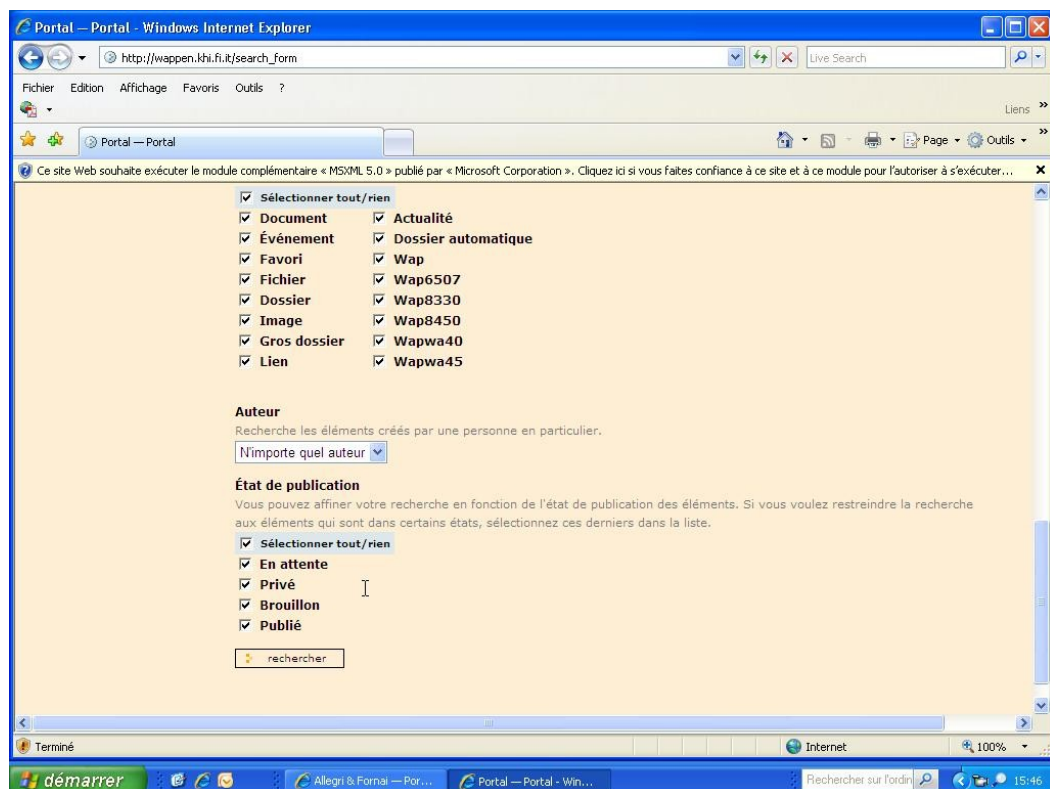 Portal — Portal - Windows Internet Explorer
http://wappen.khi.fi.it/search_form
Live Search
Fichier Edition Affichage Favoris Outils ?
Liens »
Portal — Portal
Page Outils »
Ce site Web souhaite exécuter le module complémentaire « MSXML 5.0 » publié par « Microsoft Corporation ». Cliquez ici si vous faites confiance à ce site et à ce module pour l'autoriser à s'exécuter...
Sélectionner tout/rien
Document Actualité
Événement Dossier automatique
Favori Wap
Fichier Wap6507
Dossier Wap8330
Image Wap8450
Gros dossier Wapwa40
Lien Wapwa45
Auteur
Recherche les éléments créés par une personne en particulier.
N'importe quel auteur
État de publication
Vous pouvez affiner votre recherche en fonction de l'état de publication des éléments. Si vous voulez restreindre la recherche
aux éléments qui sont dans certains états, sélectionnez ces derniers dans la liste.
Sélectionner tout/rien
En attente
Privé
Brouillon
Publié
rechercher
Terminé Internet 100%
démarrer Allegri & Fornai — Por... Portal — Portal - Win... Rechercher sur l'ordin 15:46